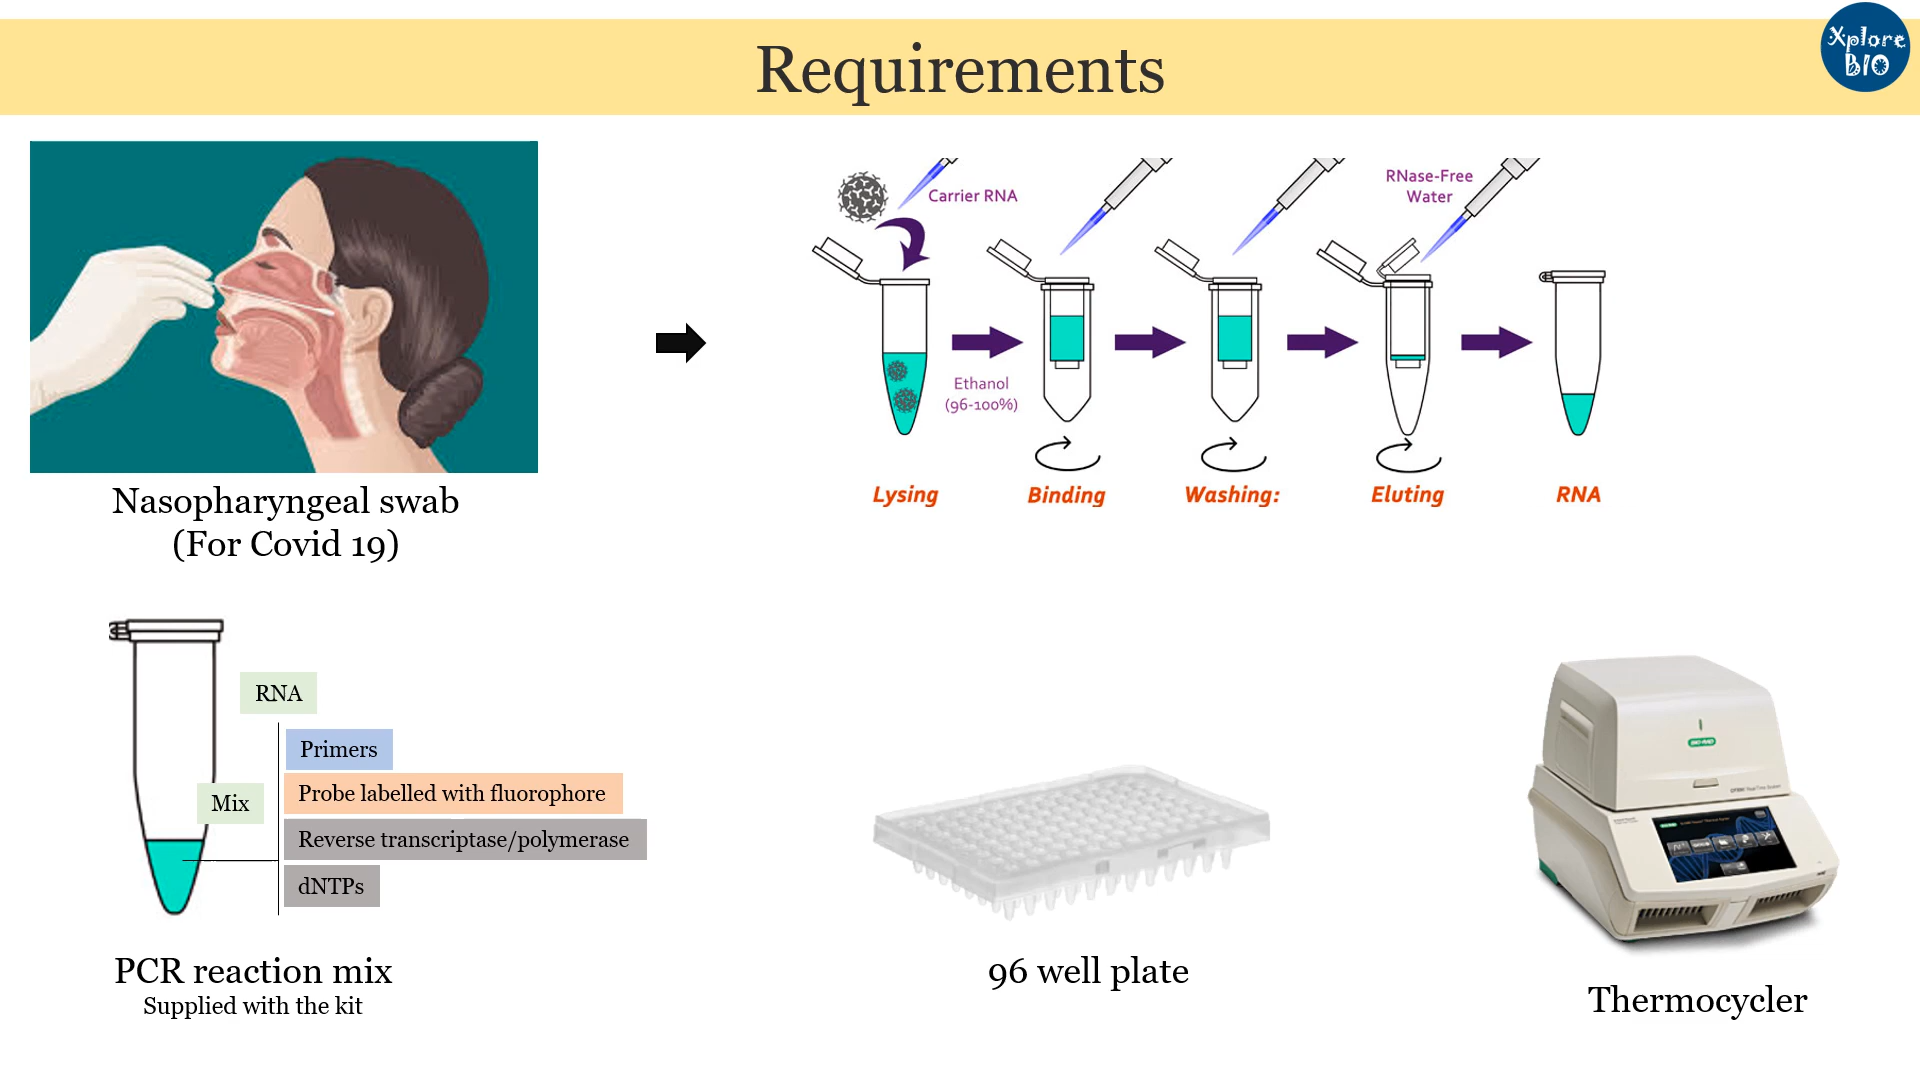 Requirements
Xplore
BIO
Carrier RNA
RNase-Free
Water
Ethanol
(96-100%)
Lysing
Binding
Washing:
Eluting
RNA
Nasopharyngeal swab
(For Covid 19)
RNA
Primers
Mix
Probe labelled with fluorophore
Reverse transcriptase/polymerase
dNTPs
PCR reaction mix
Supplied with the kit
96 well plate
BIO-RAD
Thermocycler